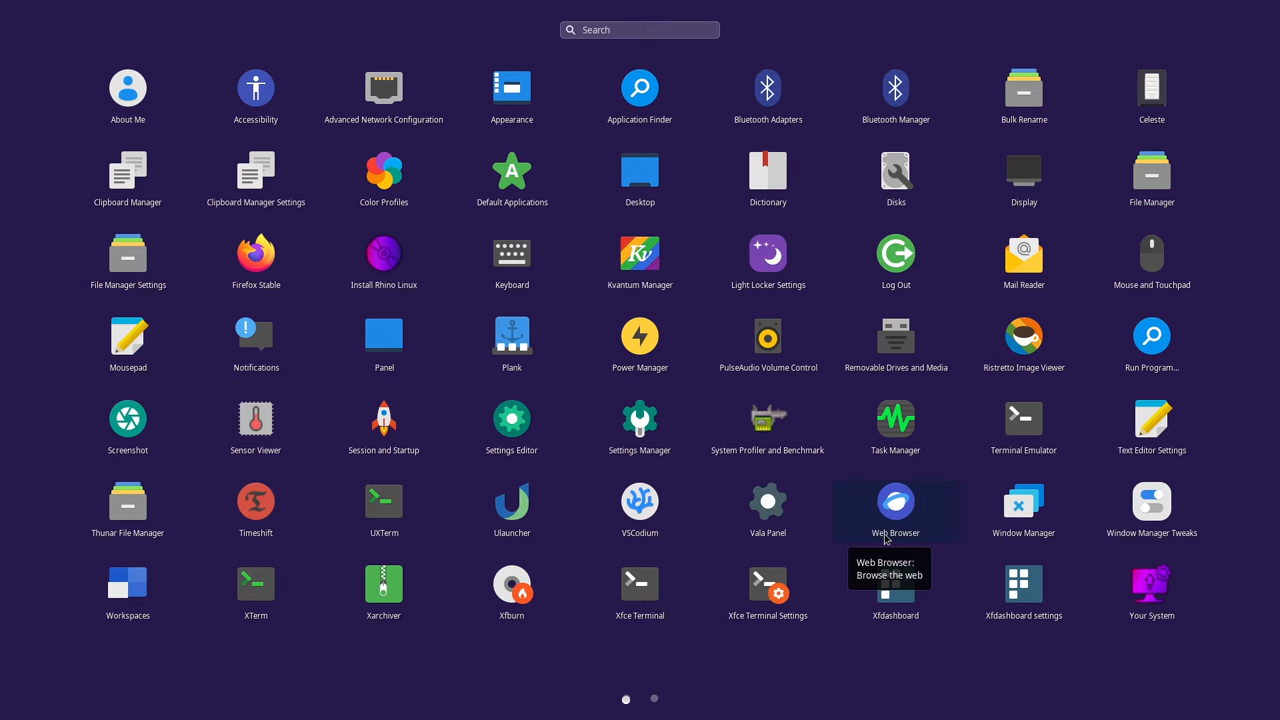 Search
About Me
Accessibility
Advanced Network Configuration
Appearance
Application Finder
Bluetooth Adapters
Bluetooth Manager
Bulk Rename
Celeste
Clipboard Manager
Clipboard Manager Settings
Color Profiles
Default Applications
Desktop
Dictionary
Disks
Display
File Manager
File Manager Settings
Firefox Stable
Install Rhino Linux
Keyboard
Kvantum Manager
Light Locker Settings
Log Out
Mail Reader
Mouse and Touchpad
Mousepad
Notifications
Panel
Plank
Power Manager
PulseAudio Volume Control
Removable Drives and Media
Ristretto Image Viewer
Run Program...
Screenshot
Sensor Viewer
Session and Startup
Settings Editor
Settings Manager
System Profiler and Benchmark
Task Manager
Terminal Emulator
Text Editor Settings
Thunar File Manager
Timeshift
UXTerm
Ulauncher
VSCodium
Vala Panel
Web Browser
Window Manager
Window Manager Tweaks
Web Browser:
Browse the web
Workspaces
XTerm
Xarchiver
Xfburn
Xfce Terminal
Xfce Terminal Settings
Xfdashboard
Xfdashboard settings
Your System